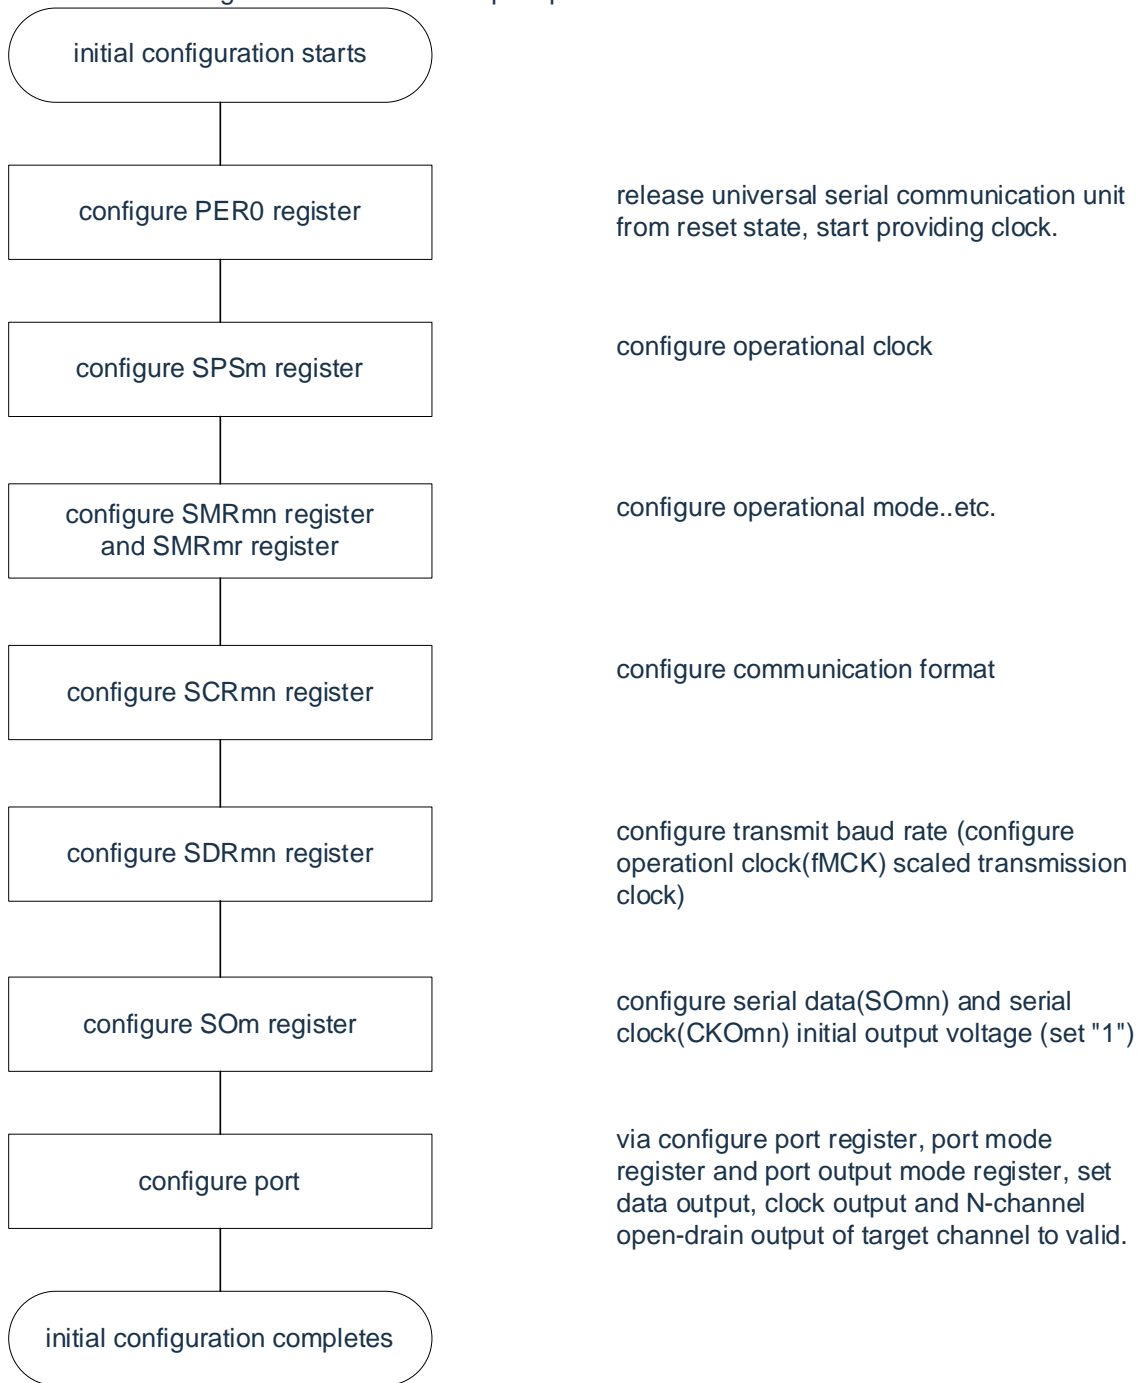 initial configuration starts
configure PER0 register
release universal serial communication unit
from reset state, start providing clock.
configure SPSm register
configure operational clock
configure SMRmn register
and SMRmr register
configure operational mode..etc.
configure SCRmn register
configure communication format
configure SDRmn register
configure transmit baud rate (configure
operationl clock(fMCK) scaled transmission
clock)
configure SOm register
configure serial data(SOmn) and serial
clock(CKOmn) initial output voltage (set "1")
configure port
via configure port register, port mode
register and port output mode register, set
data output, clock output and N-channel
open-drain output of target channel to valid.
initial configuration completes